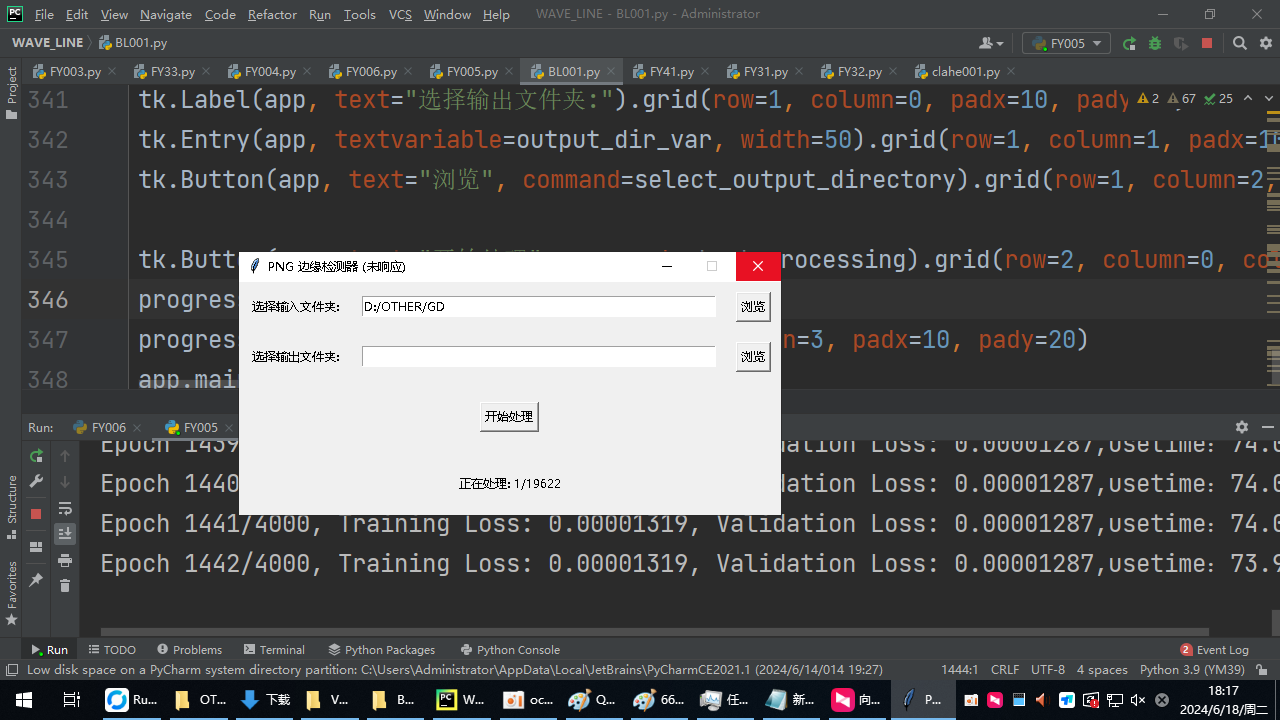 File Edit View Navigate Code Refactor Run Tools VCS Window Help WAVE_LINE - BL001.py - Administrator
WAVE_LINE BL001.py FY005
FY003.py FY33.py FY004.py FY006.py FY005.py BL001.py FY41.py FY31.py FY32.py clahe001.py
Project
341 tk.Label(app, text="选择输出文件夹:").grid(row=1, column=0, padx=10, pady 2 67 25
342 tk.Entry(app, textvariable=output_dir_var, width=50).grid(row=1, column=1, padx=1
343 tk.Button(app, text="浏览", command=select_output_directory).grid(row=1, column=2,
344
345 tk.Butt rocessing).grid(row=2, column=0, co
346 progres
347 progres n=3, padx=10, pady=20)
348 app.mai
PNG 边缘检测器 (未响应)
选择输入文件夹: D:/OTHER/GD 浏览
选择输出文件夹: 浏览
开始处理
正在处理: 1/19622
Run: FY006 FY005
Epoch 1439 dation Loss: 0.00001287,usetime: 74.0
Epoch 1440 dation Loss: 0.00001287,usetime: 74.0
Epoch 1441/4000, Training Loss: 0.00001319, Validation Loss: 0.00001287,usetime: 74.0
Epoch 1442/4000, Training Loss: 0.00001319, Validation Loss: 0.00001287,usetime: 73.9
Structure
Favorites
Run TODO Problems Terminal Python Packages Python Console 2 Event Log
Low disk space on a PyCharm system directory partition: C:\Users\Administrator\AppData\Local\JetBrains\PyCharmCE2021.1 (2024/6/14/014 19:27) 1444:1 CRLF UTF-8 4 spaces Python 3.9 (YM39)
Ru... OT... 下载 V... B... W... oc... Q... 66... 任... 新... 向... P...
18:17
2024/6/18/周二